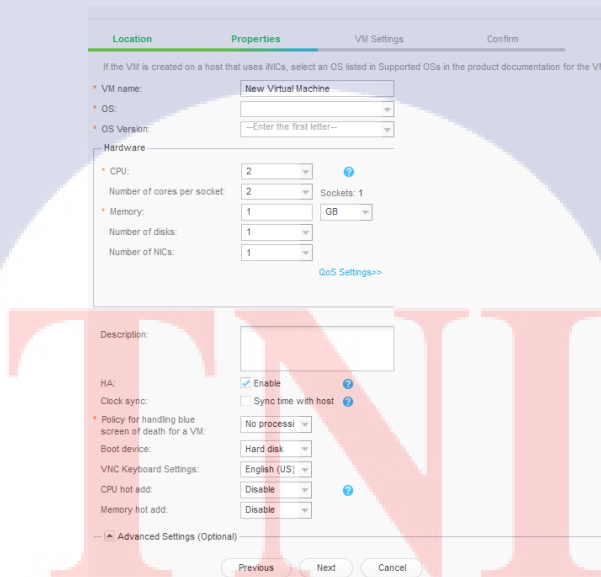 Location Properties VM Settings Confirm
If the VM is created on a host that uses iNICs, select an OS listed in Supported OSs in the product documentation for the VM
* VM name: New Virtual Machine
* OS:
* OS Version: --Enter the first letter--
Hardware
* CPU: 2 ?
Number of cores per socket: 2 Sockets: 1
* Memory: 1 GB
Number of disks: 1
Number of NICs: 1
QoS Settings>>
Description:
HA: Enable ?
Clock sync: Sync time with host ?
* Policy for handling blue
screen of death for a VM: No processi
Boot device: Hard disk
VNC Keyboard Settings: English (US)
CPU hot add: Disable ?
Memory hot add: Disable
Advanced Settings (Optional)
Previous Next Cancel
TNI